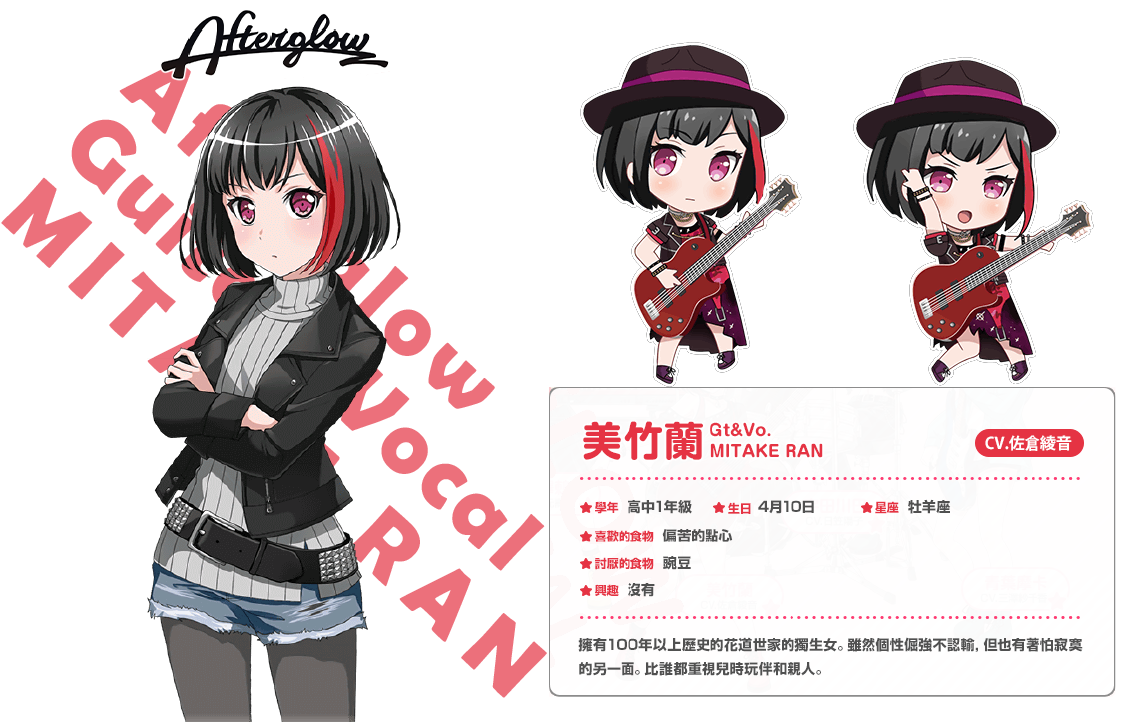 Afterglow
Afterglow
Guitar Vocal
MITAKE RAN
美竹蘭
Gt&Vo.
MITAKE RAN
CV.佐倉綾音
學年 高中1年級 生日 4月10日 星座 牡羊座
喜歡的食物 偏苦的點心
討厭的食物 豌豆
興趣 沒有
擁有100年以上歷史的花道世家的獨生女。雖然個性倔強不認輸, 但也有著怕寂寞
的另一面。比誰都重視兒時玩伴和親人。